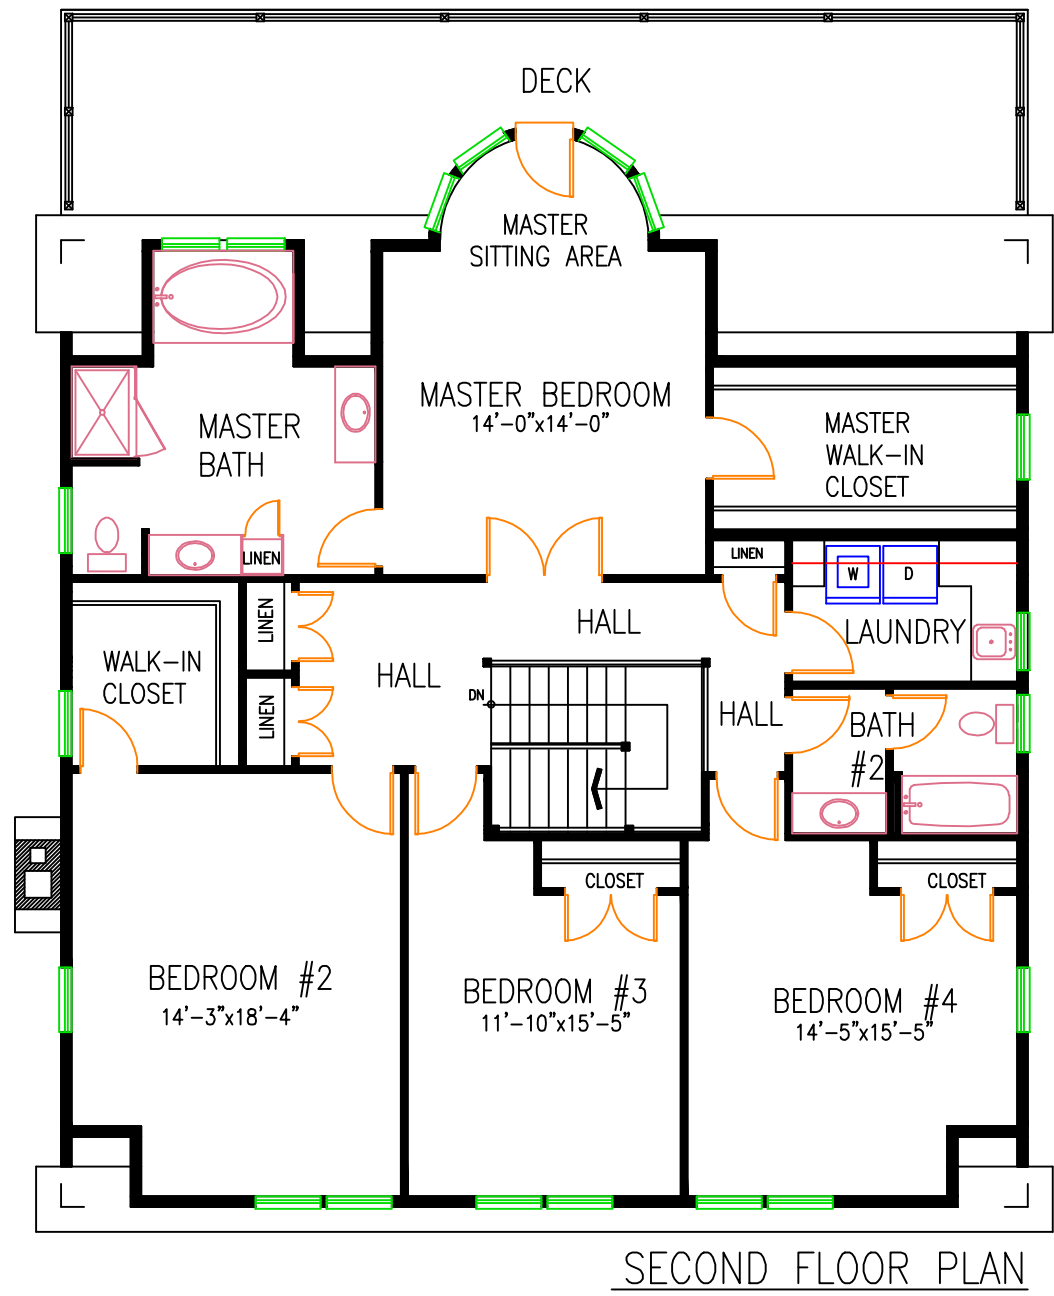 DECK
MASTER
SITTING AREA
MASTER BEDROOM
14'-0"x14'-0"
MASTER
BATH
MASTER
WALK-IN
CLOSET
LINEN
LINEN
W
D
LINEN
HALL
LAUNDRY
WALK-IN
CLOSET
HALL
DN
LINEN
HALL
BATH
#2
CLOSET
CLOSET
BEDROOM #2
14'-3"x18'-4"
BEDROOM #3
11'-10"x15'-5"
BEDROOM #4
14'-5"x15'-5"
SECOND FLOOR PLAN